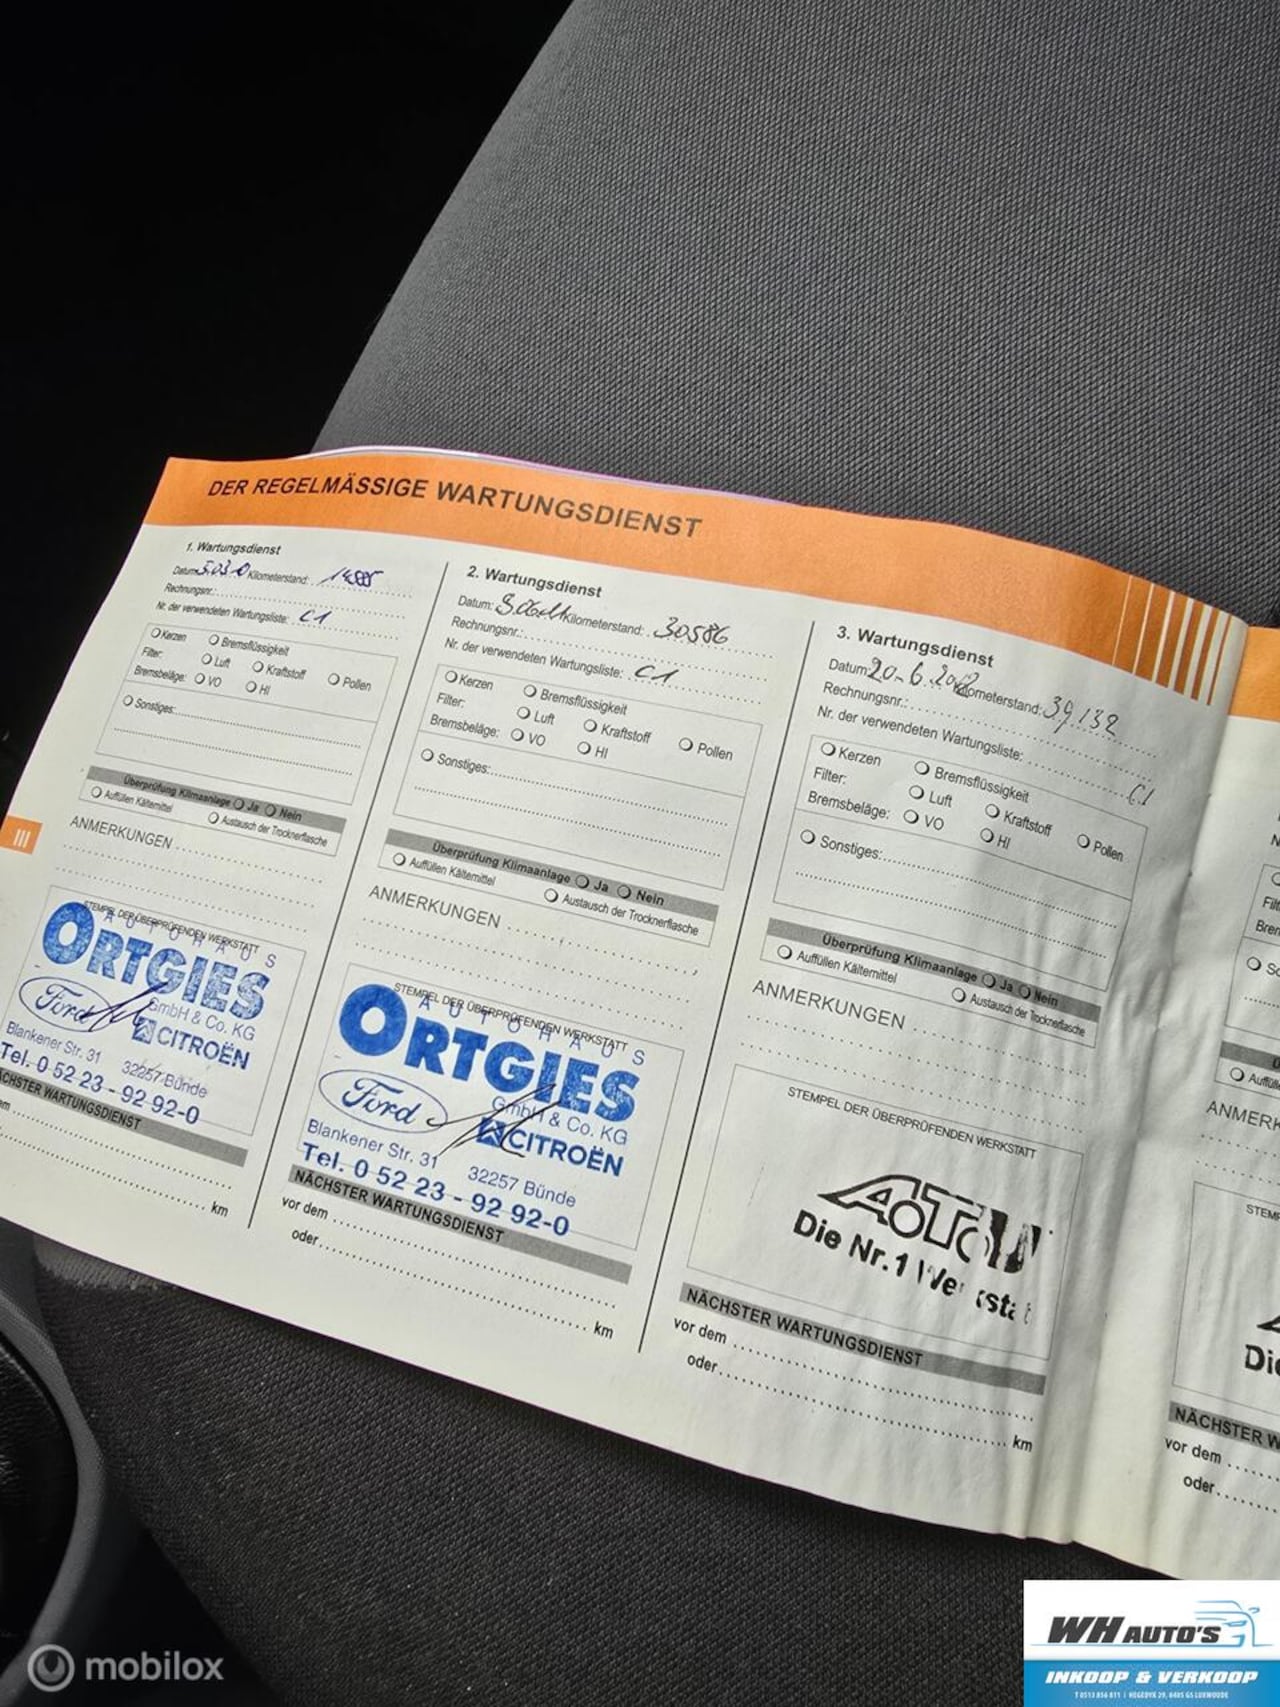 DER REGELMÄSSIGE WARTUNGSDIENST
1. Wartungsdienst
Datum: Kilometerstand:
Rechnungsnr.:
Nr. der verwendeten Wartungsliste: C1
Kerzen Bremsflüssigkeit
Filter: Luft Kraftstoff Pollen
Bremsbeläge: VO HI
Sonstiges:
Überprüfung Klimaanlage Ja Nein
Auffüllen Kältemittel Austausch der Trocknerflasche
ANMERKUNGEN
STEMPEL DER ÜBERPRÜFENDEN WERKSTATT
AUTOHAUS
ORTGIES
GmbH & Co. KG
Ford CITROËN
Blankener Str. 31 32257 Bünde
Tel. 0 52 23 - 92 92-0
WARTUNGSDIENST
km
2. Wartungsdienst
Datum: Kilometerstand: 30586
Rechnungsnr.:
Nr. der verwendeten Wartungsliste: C1
Kerzen Bremsflüssigkeit
Filter: Luft Kraftstoff Pollen
Bremsbeläge: VO HI
Sonstiges:
Überprüfung Klimaanlage Ja Nein
Auffüllen Kältemittel Austausch der Trocknerflasche
ANMERKUNGEN
STEMPEL DER ÜBERPRÜFENDEN WERKSTATT
AUTOHAUS
ORTGIES
GmbH & Co. KG
Ford CITROËN
Blankener Str. 31 32257 Bünde
Tel. 0 52 23 - 92 92-0
NÄCHSTER WARTUNGSDIENST
vor dem
oder km
3. Wartungsdienst
Datum: 20.6.2012 Kilometerstand: 39,132
Rechnungsnr.:
Nr. der verwendeten Wartungsliste: C1
Kerzen Bremsflüssigkeit
Filter: Luft Kraftstoff Pollen
Bremsbeläge: VO HI
Sonstiges:
Überprüfung Klimaanlage Ja Nein
Auffüllen Kältemittel Austausch der Trocknerflasche
ANMERKUNGEN
STEMPEL DER ÜBERPRÜFENDEN WERKSTATT
Die Nr.1
NÄCHSTER WARTUNGSDIENST
vor dem
oder km
III
NÄCHSTER W
vor dem
oder
mobilox
WH AUTO'S
INKOOP & VERKOOP